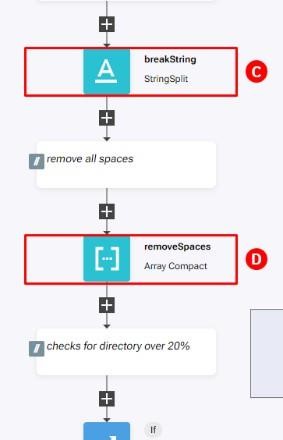 breakString
StringSplit
C
remove all spaces
removeSpaces
Array Compact
D
checks for directory over 20%
If